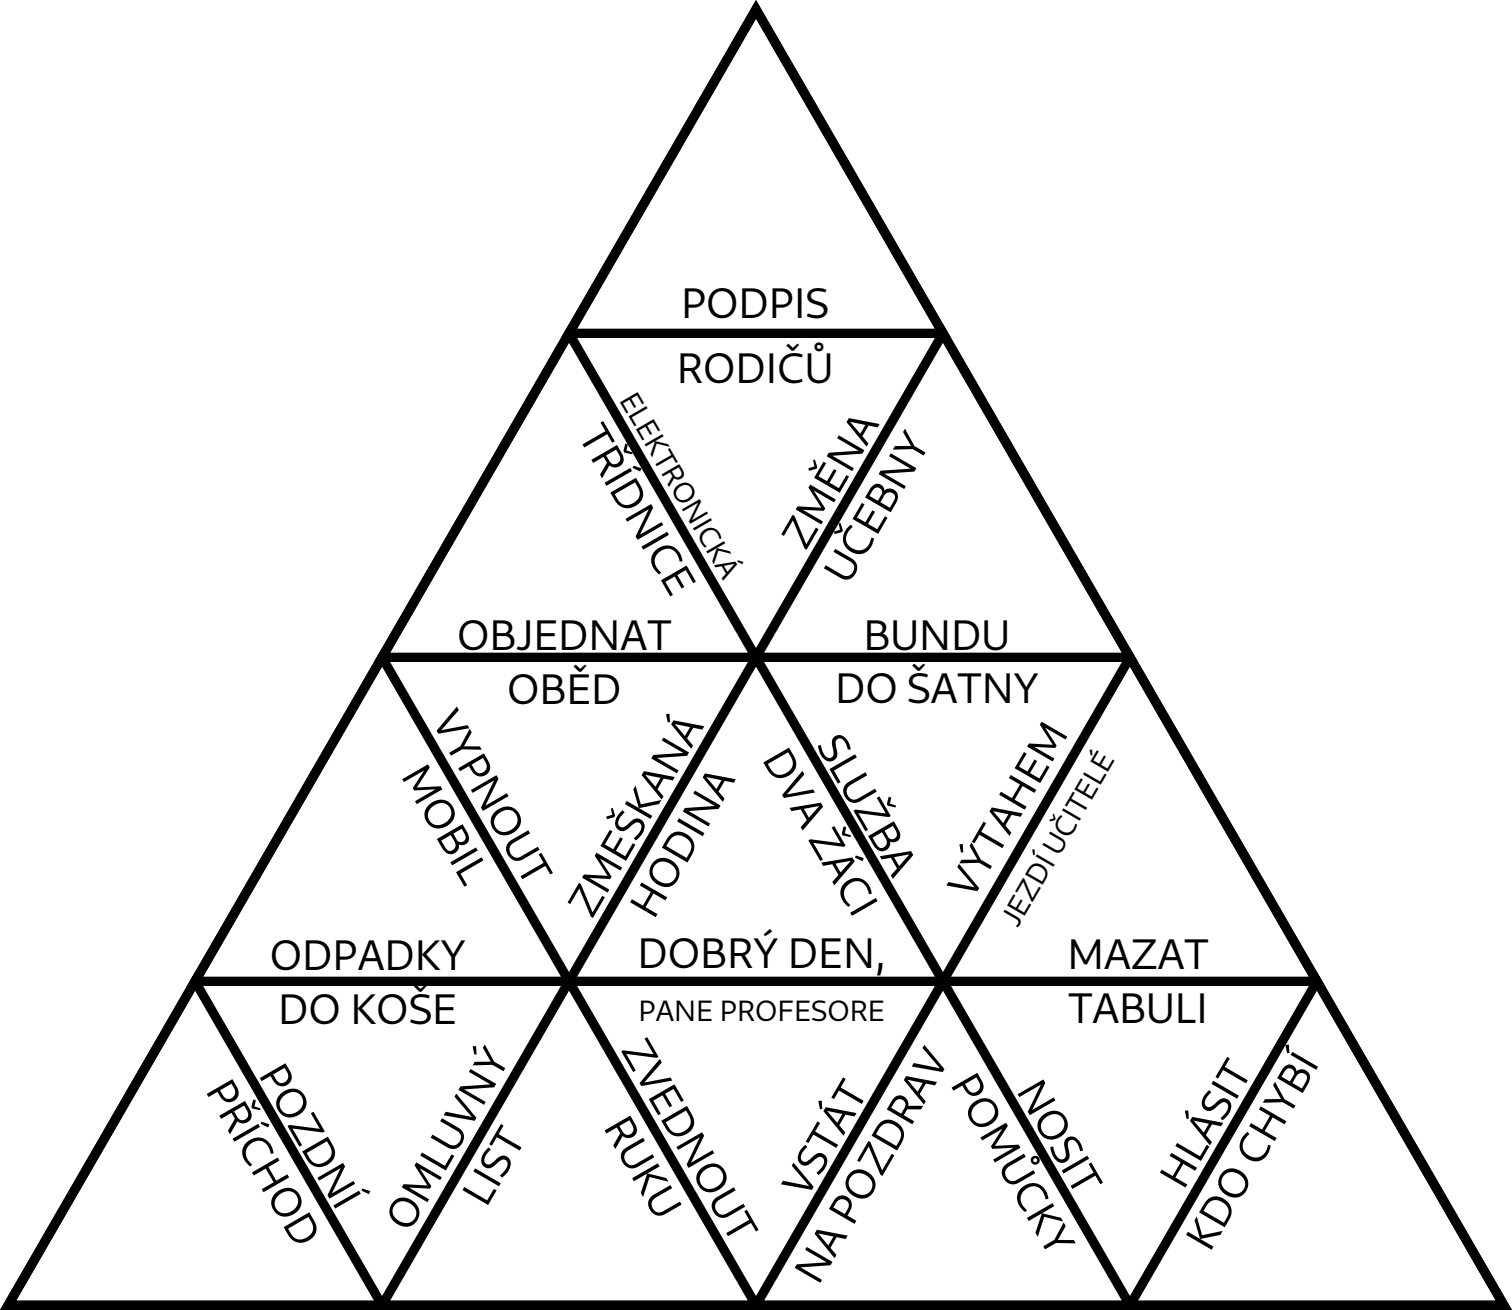 PODPIS
RODIČŮ
ELEKTRONICKÁ
TŘÍDNICE
ZMĚNA
UČEBNY
OBJEDNAT
OBĚD
BUNDU
DO ŠATNY
VYPNOUT
MOBIL
ZMEŠKANÁ
HODINA
SLUŽBA
DVA ŽÁCI
VÝTAHEM
JEZDÍ UČITELÉ
ODPADKY
DO KOŠE
DOBRÝ DEN,
PANE PROFESORE
MAZAT
TABULI
POZDNÍ
PŘÍCHOD
OMLUVNÝ
LIST
ZVEDNOUT
RUKU
VSTÁT
NA POZDRAV
NOSIT
POMŮCKY
HLÁSIT
KDO CHYBÍ